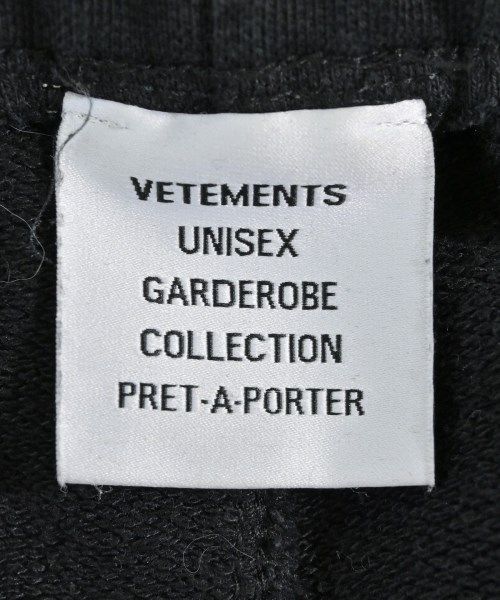 VETEMENTS
UNISEX
GARDEROBE
COLLECTION
PRET-A-PORTER